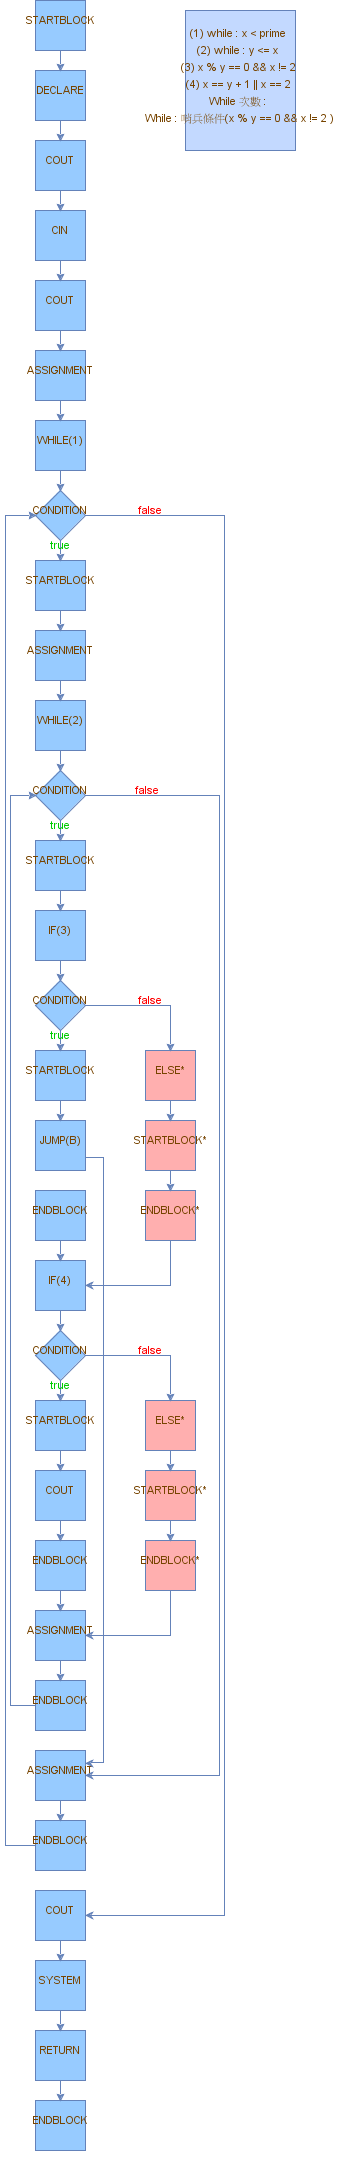 STARTBLOCK
(1) while : x < prime
(2) while : y <= x
(3) x % y == 0 && x != 2
(4) x == y + 1 || x == 2
While 次數 :
While : 哨兵條件(x % y == 0 && x != 2 )
DECLARE
COUT
CIN
COUT
ASSIGNMENT
WHILE(1)
CONDITION
false
true
STARTBLOCK
ASSIGNMENT
WHILE(2)
CONDITION
false
true
STARTBLOCK
IF(3)
CONDITION
false
true
STARTBLOCK
ELSE*
JUMP(B)
STARTBLOCK*
ENDBLOCK
ENDBLOCK*
IF(4)
CONDITION
false
true
STARTBLOCK
ELSE*
COUT
STARTBLOCK*
ENDBLOCK
ENDBLOCK*
ASSIGNMENT
ENDBLOCK
ASSIGNMENT
ENDBLOCK
COUT
SYSTEM
RETURN
ENDBLOCK